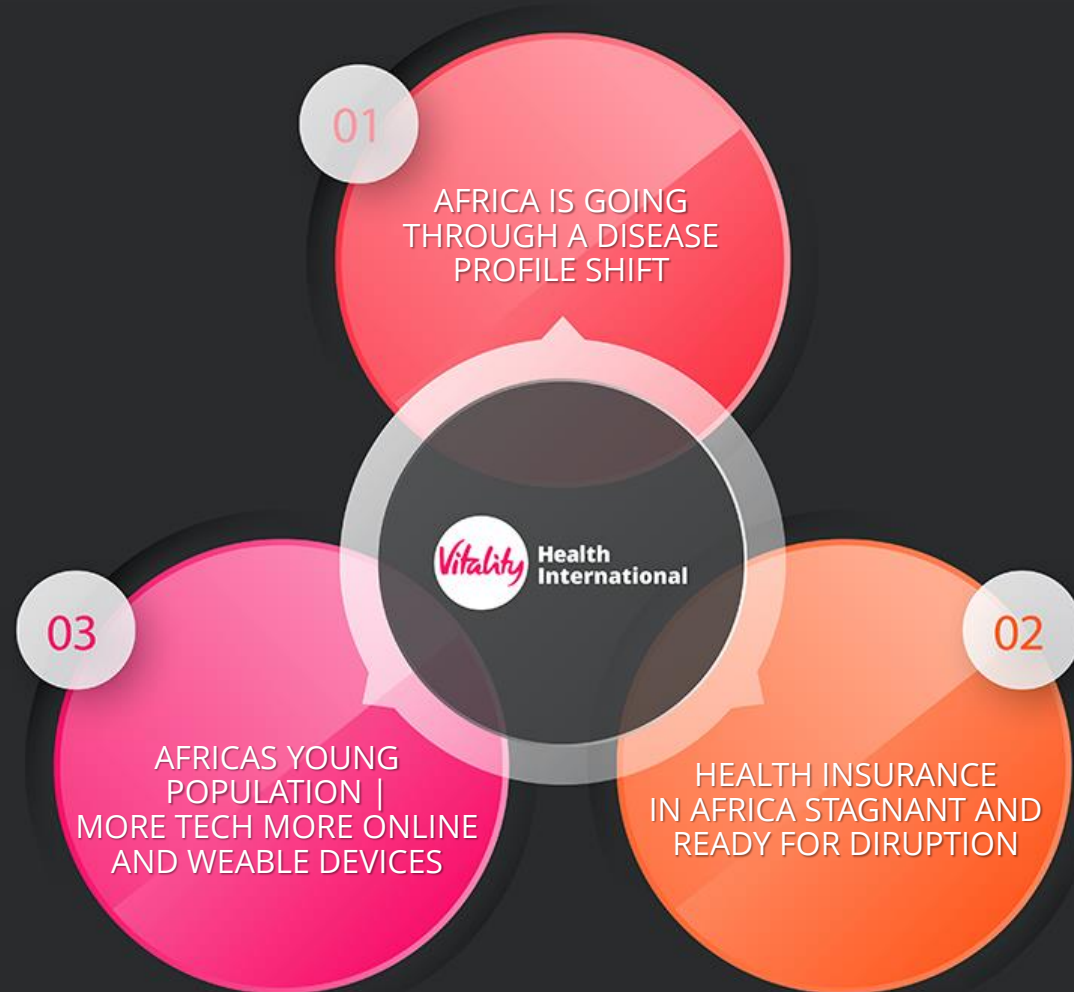 01
AFRICA IS GOING
THROUGH A DISEASE
PROFILE SHIFT
Vitality Health
International
03
AFRICAS YOUNG
POPULATION |
MORE TECH MORE ONLINE
AND WEABLE DEVICES
02
HEALTH INSURANCE
IN AFRICA STAGNANT AND
READY FOR DIRUPTION